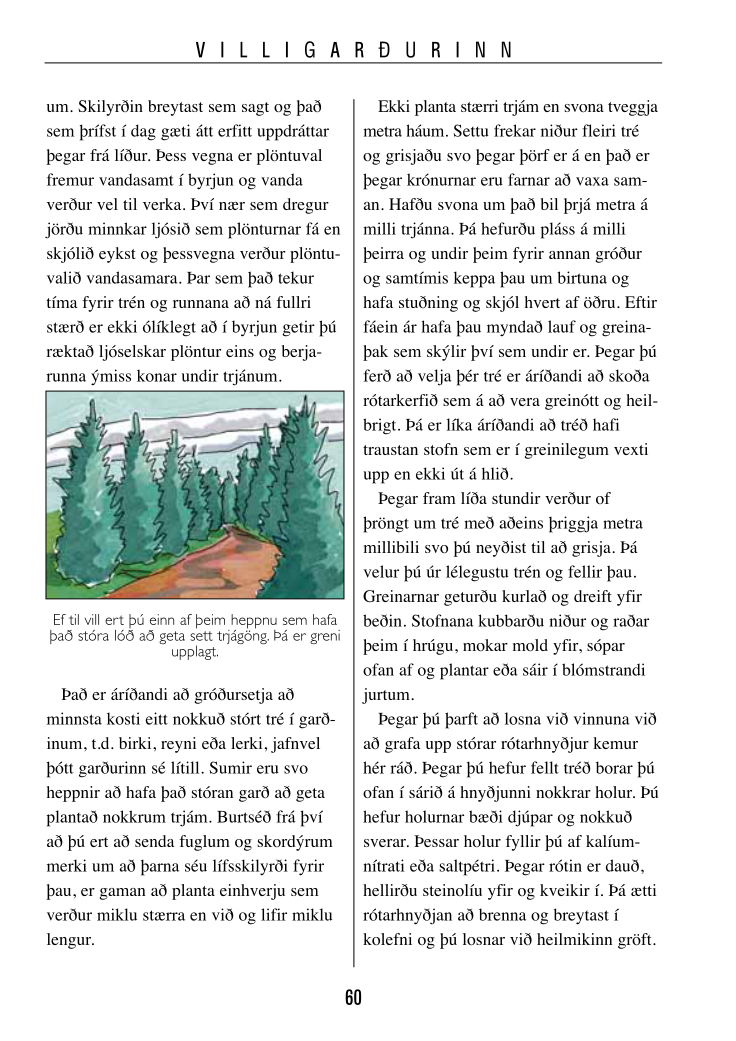 VILLIGARÐURINN
um. Skilyrðin breytast sem sagt og það
sem þrífst í dag gæti átt erfitt uppdráttar
þegar frá líður. Þess vegna er plöntuval
fremur vandasamt í byrjun og vanda
verður vel til verka. Því nær sem dregur
jörðu minnkar ljósið sem plönturnar fá en
skjólið eykst og þessvegna verður plöntu-
valið vandasamara. Þar sem það tekur
tíma fyrir trén og runnana að ná fullri
stærð er ekki ólíklegt að í byrjun getir þú
ræktað ljóselskar plöntur eins og berja-
runna ýmiss konar undir trjánum.
Ef til vill ert þú einn af þeim heppnu sem hafa
það stóra lóð að geta sett trjágöng. Þá er greni
upplagt.
Það er áríðandi að gróðursetja að
minnsta kosti eitt nokkuð stórt tré í garð-
inum, t.d. birki, reyni eða lerki, jafnvel
þótt garðurinn sé lítill. Sumir eru svo
heppnir að hafa það stóran garð að geta
plantað nokkrum trjám. Burtséð frá því
að þú ert að senda fuglum og skordýrum
merki um að þarna séu lífsskilyrði fyrir
þau, er gaman að planta einhverju sem
verður miklu stærra en við og lifir miklu
lengur.
Ekki planta stærri trjám en svona tveggja
metra háum. Settu frekar niður fleiri tré
og grisjaðu svo þegar þörf er á en það er
þegar krónurnar eru farnar að vaxa sam-
an. Hafðu svona um það bil þrjá metra á
milli trjánna. Þá hefurðu pláss á milli
þeirra og undir þeim fyrir annan gróður
og samtímis keppa þau um birtuna og
hafa stuðning og skjól hvert af öðru. Eftir
fáein ár hafa þau myndað lauf og greina-
þak sem skýlir því sem undir er. Þegar þú
ferð að velja þér tré er áríðandi að skoða
rótarkerfið sem á að vera greinótt og heil-
brigt. Þá er líka áríðandi að tréð hafi
traustan stofn sem er í greinilegum vexti
upp en ekki út á hlið.
Þegar fram líða stundir verður of
þröngt um tré með aðeins þriggja metra
millibili svo þú neyðist til að grisja. Þá
velur þú úr lélegustu trén og fellir þau.
Greinarnar geturðu kurlað og dreift yfir
beðin. Stofnana kubbarðu niður og raðar
þeim í hrúgu, mokar mold yfir, sópar
ofan af og plantar eða sáir í blómstrandi
jurtum.
Þegar þú þarft að losna við vinnuna við
að grafa upp stórar rótarhnyðjur kemur
hér ráð. Þegar þú hefur fellt tréð borar þú
ofan í sárið á hnyðjunni nokkrar holur. Þú
hefur holurnar bæði djúpar og nokkuð
sverar. Þessar holur fyllir þú af kalíum-
nítrati eða saltpétri. Þegar rótin er dauð,
hellirðu steinolíu yfir og kveikir í. Þá ætti
rótarhnyðjan að brenna og breytast í
kolefni og þú losnar við heilmikinn gröft.
60